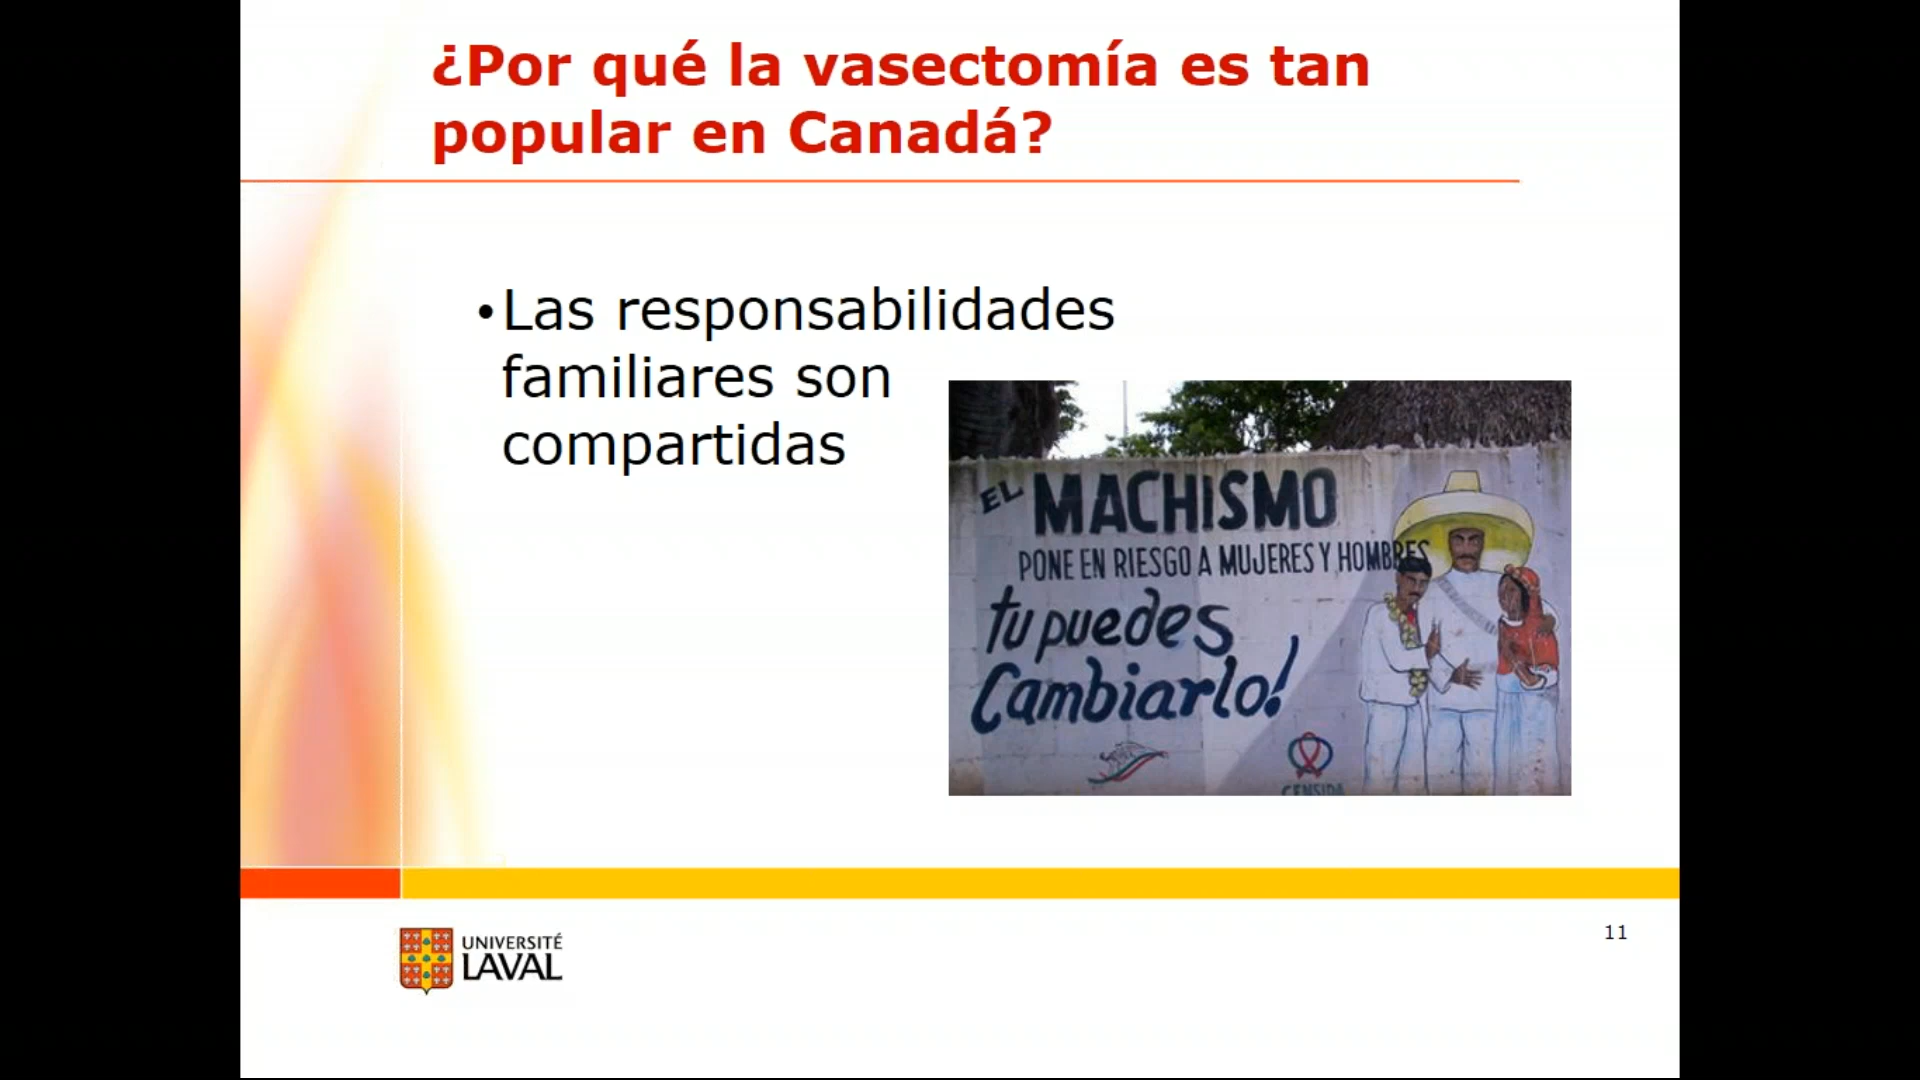 ¿Por qué la vasectomía es tan
popular en Canadá?
•Las responsabilidades
familiares son
compartidas
EL MACHISMO
PONE EN RIESGO A MUJERES Y HOMBRES
tu puedes
Cambiarlo!
CENSIDA
UNIVERSITÉ
LAVAL
11